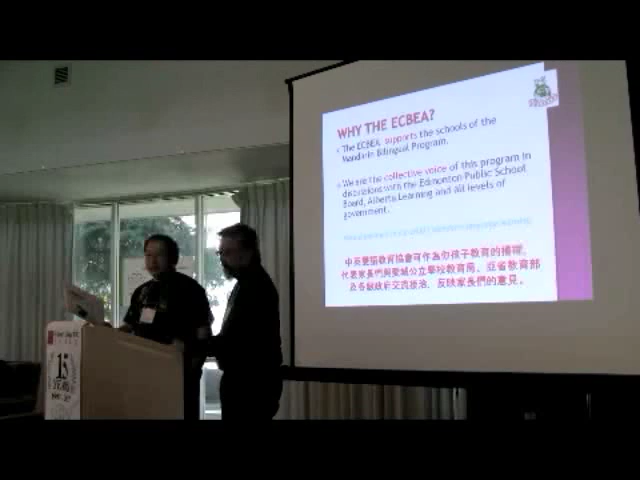 WHY THE ECBEA?
The ECBEA supports the schools of the
Mandarin Bilingual Program.
We are the collective voice of this program in
discussions with the Edmonton Public School
Board, Alberta Learning and all levels of
government.
中英雙語教育協會可作為你孩子教育的橋樑,
代表家長們與愛城公立學校教育局、亞省教育部
及各級政府交流接洽、反映家長們的意見。
15